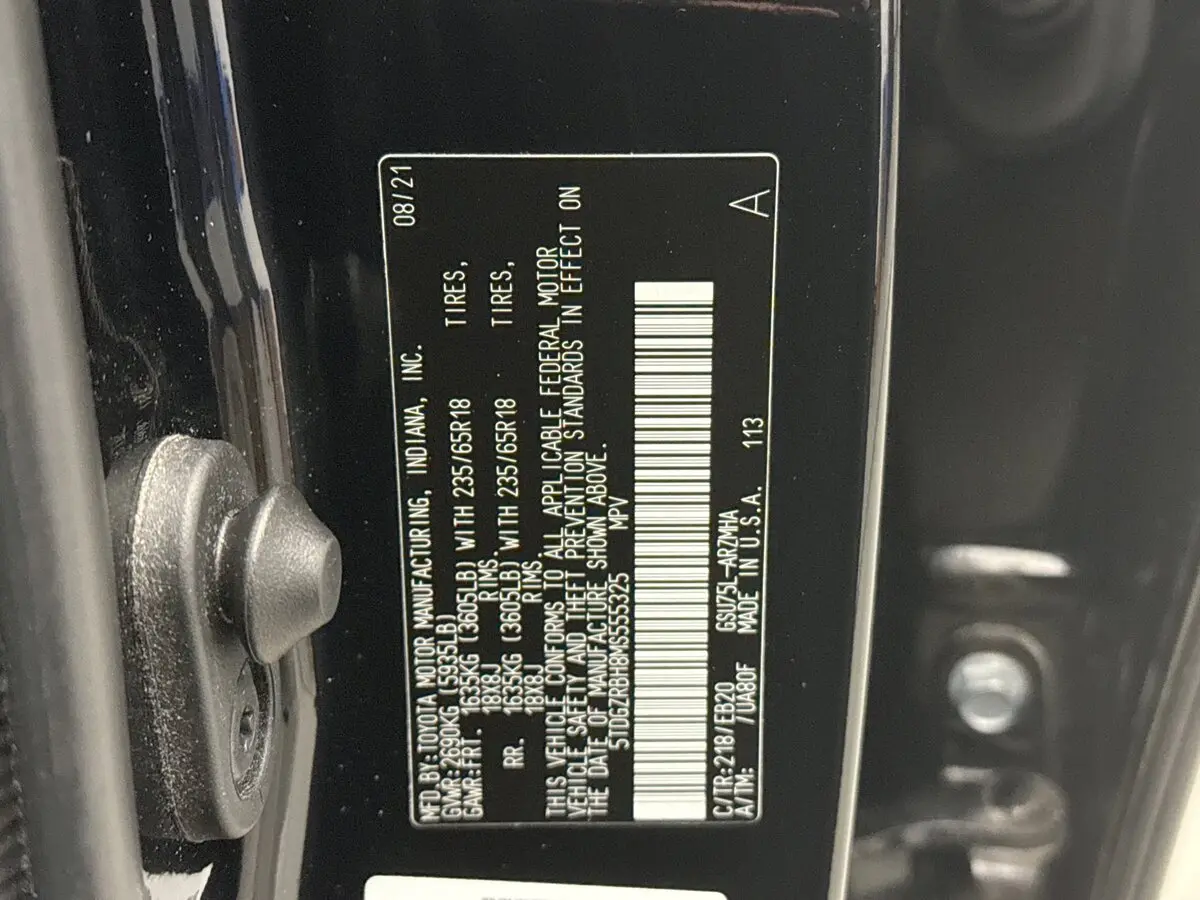 MFD.BY:TOYOTA MOTOR MANUFACTURING, INDIANA, INC. 08/21
GVWR:2690KG (5935LB)
GAWR:FRT. 1635KG (3605LB) WITH 235/65R18 TIRES,
18X8J RIMS.
RR. 1635KG (3605LB) WITH 235/65R18 TIRES,
18X8J RIMS.
THIS VEHICLE CONFORMS TO ALL APPLICABLE FEDERAL MOTOR
VEHICLE SAFETY AND THEFT PREVENTION STANDARDS IN EFFECT ON
THE DATE OF MANUFACTURE SHOWN ABOVE.
5TDGZRBH8MS555325 MPV
C/TR:218/EB20 GSU75L-ARZMHA
A/TM: /UA80F MADE IN U.S.A. 113 A